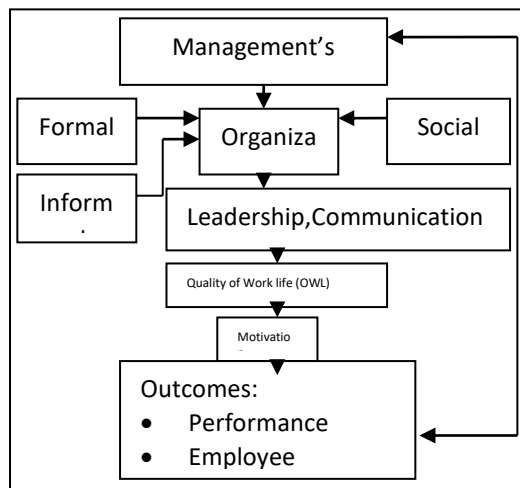 Management's
Formal
Organiza
Social
Inform
Leadership,Communication
Quality of Work life (OWL)
Motivatio
Outcomes:
• Performance
• Employee